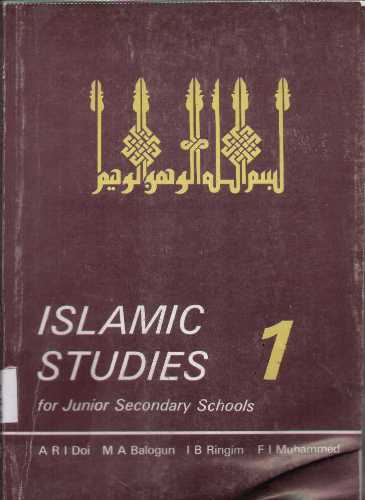 بسم الله الرحمن الرحيم
ISLAMIC
STUDIES 1
for Junior Secondary Schools
A R I Doi M A Balogun I B Ringim F I Muhammed